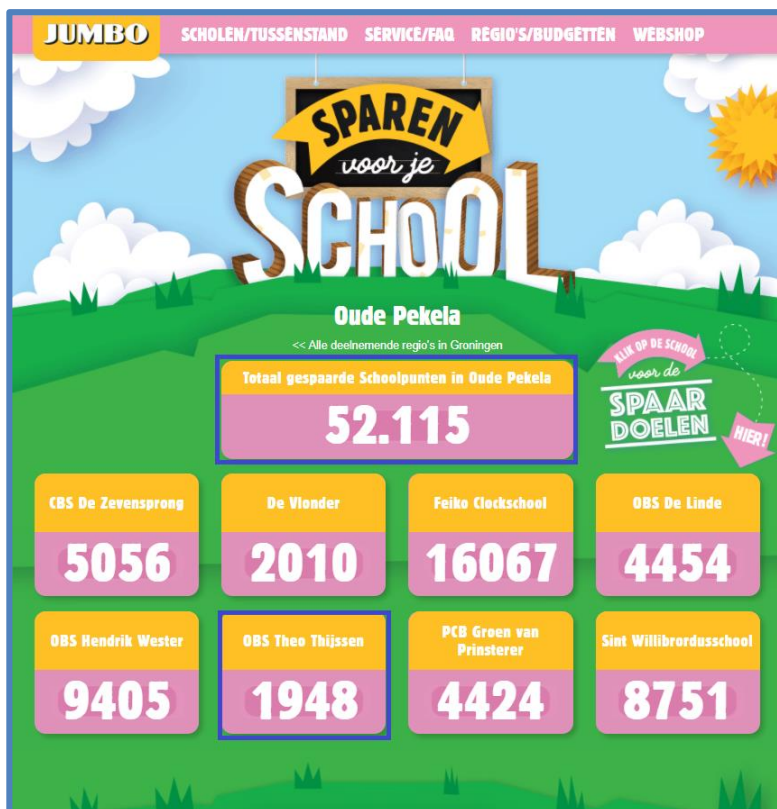 JUMBO SCHOLEN/TUSSENSTAND SERVICE/FAQ REGIO'S/BUDGETTEN WEBSHOP
SPAREN
voor je
SCHOOL
Oude Pekela
<< Alle deelnemende regio's in Groningen
Totaal gespaarde Schoolpunten in Oude Pekela
52.115
KLIK OP DE SCHOOL
voor de
SPAAR
DOELEN
HIER!
CBS De Zevensprong
5056
De Vlonder
2010
Feiko Clockschool
16067
OBS De Linde
4454
OBS Hendrik Wester
9405
OBS Theo Thijssen
1948
PCB Groen van
Prinsterer
4424
Sint Willibrordusschool
8751